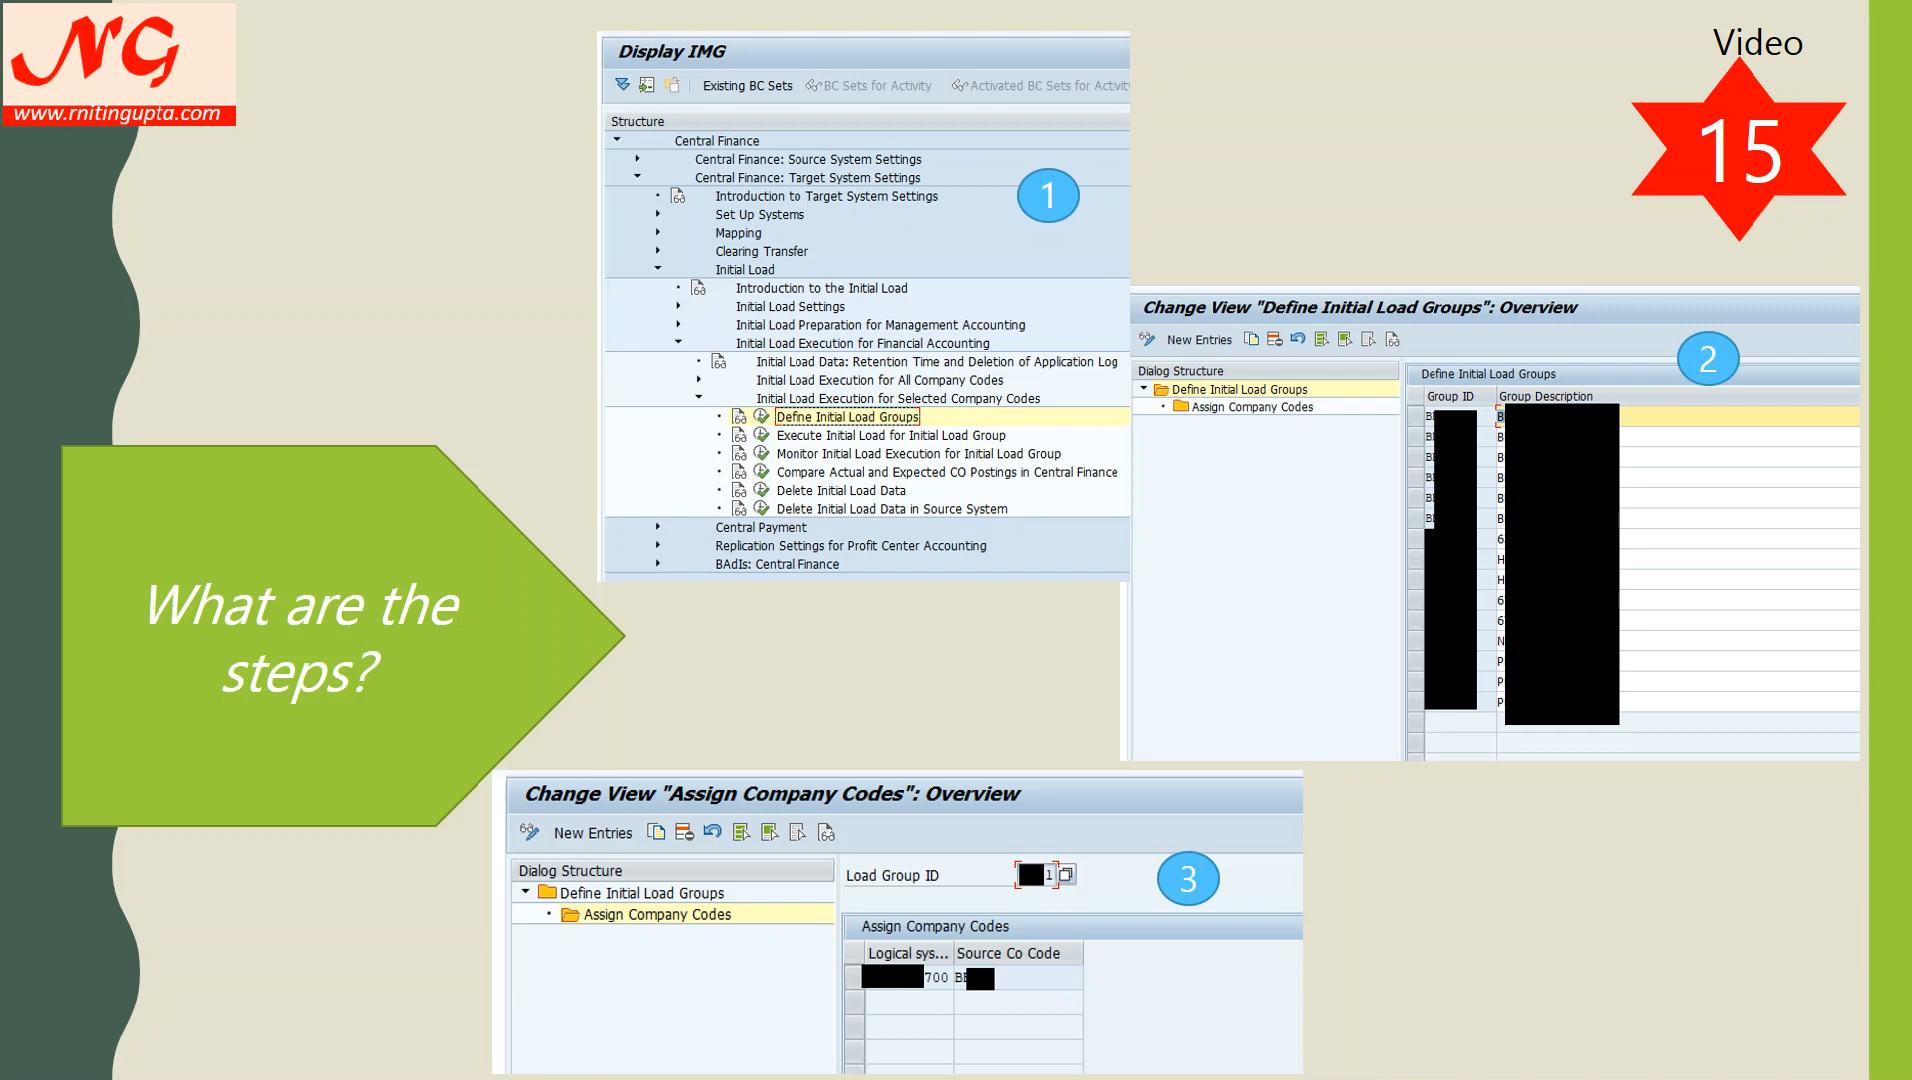 NG
www.rnitingupta.com
Video
15
What are the
steps?
Display IMG
Existing BC Sets
BC Sets for Activity
Activated BC Sets for Activit
Structure
Central Finance
Central Finance: Source System Settings
Central Finance: Target System Settings
Introduction to Target System Settings
Set Up Systems
Mapping
Clearing Transfer
Initial Load
Introduction to the Initial Load
Initial Load Settings
Initial Load Preparation for Management Accounting
Initial Load Execution for Financial Accounting
Initial Load Data: Retention Time and Deletion of Application Log
Initial Load Execution for All Company Codes
Initial Load Execution for Selected Company Codes
Define Initial Load Groups
Execute Initial Load for Initial Load Group
Monitor Initial Load Execution for Initial Load Group
Compare Actual and Expected CO Postings in Central Finance
Delete Initial Load Data
Delete Initial Load Data in Source System
Central Payment
Replication Settings for Profit Center Accounting
BAdIs: Central Finance
1
Change View "Define Initial Load Groups": Overview
New Entries
2
Dialog Structure
Define Initial Load Groups
Assign Company Codes
Define Initial Load Groups
Group ID Group Description
B
B
B
B
B
B
6
H
H
6
6
N
P
P
P
Change View "Assign Company Codes": Overview
New Entries
Dialog Structure
Define Initial Load Groups
Assign Company Codes
Load Group ID 1
3
Assign Company Codes
Logical sys... Source Co Code
700